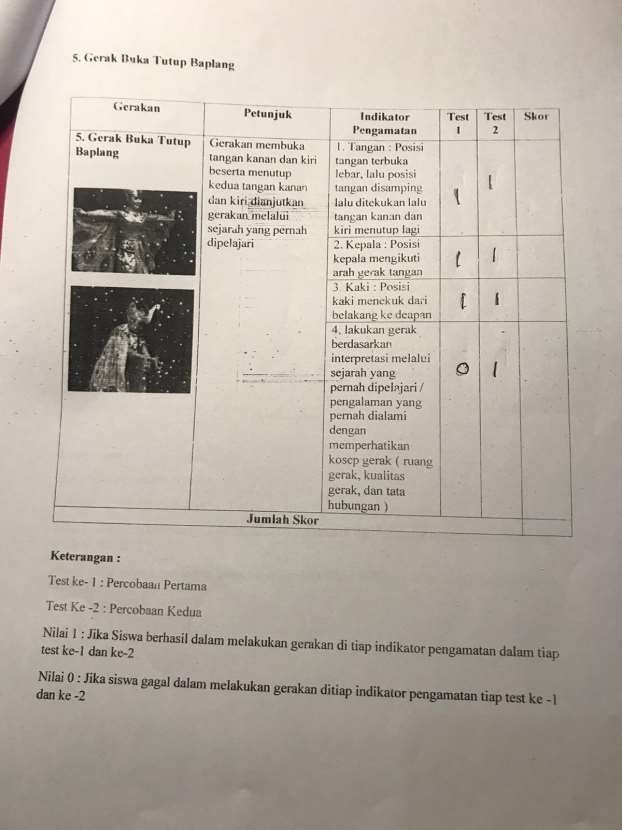 5. Gerak Buka Tutup Baplang
Gerakan
Petunjuk
Indikator
Pengamatan
Test
1
Test
2
Skor
5. Gerak Buka Tutup
Baplang
Gerakan membuka
tangan kanan dan kiri
beserta menutup
kedua tangan kanan
dan kiri dianjutkan
gerakan melalui
sejarah yang pernah
dipelajari
1. Tangan : Posisi
tangan terbuka
lebar, lalu posisi
tangan disamping
lalu ditekukan lalu
tangan kanan dan
kiri menutup lagi
1
1
2. Kepala : Posisi
kepala mengikuti
arah gerak tangan
1
1
3. Kaki : Posisi
kaki menekuk dari
belakang ke deapan
1
1
4, lakukan gerak
berdasarkan
interpretasi melalui
sejarah yang
pernah dipelajari /
pengalaman yang
pernah dialami
dengan
memperhatikan
kosep gerak ( ruang
gerak, kualitas
gerak, dan tata
hubungan )
0
1
Jumlah Skor
Keterangan :
Test ke- 1 : Percobaan Pertama
Test Ke -2 : Percobaan Kedua
Nilai 1 : Jika Siswa berhasil dalam melakukan gerakan di tiap indikator pengamatan dalam tiap
test ke-1 dan ke-2
Nilai 0 : Jika siswa gagal dalam melakukan gerakan ditiap indikator pengamatan tiap test ke -1
dan ke -2